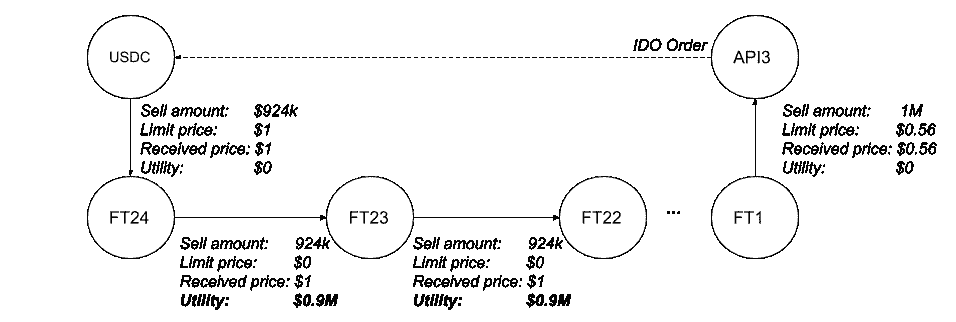 IDO Order
USDC
API3
Sell amount: $924k
Limit price: $1
Received price: $1
Utility: $0
Sell amount: 1M
Limit price: $0.56
Received price: $0.56
Utility: $0
FT24
FT23
FT22
...
FT1
Sell amount: 924k
Limit price: $0
Received price: $1
Utility: $0.9M
Sell amount: 924k
Limit price: $0
Received price: $1
Utility: $0.9M